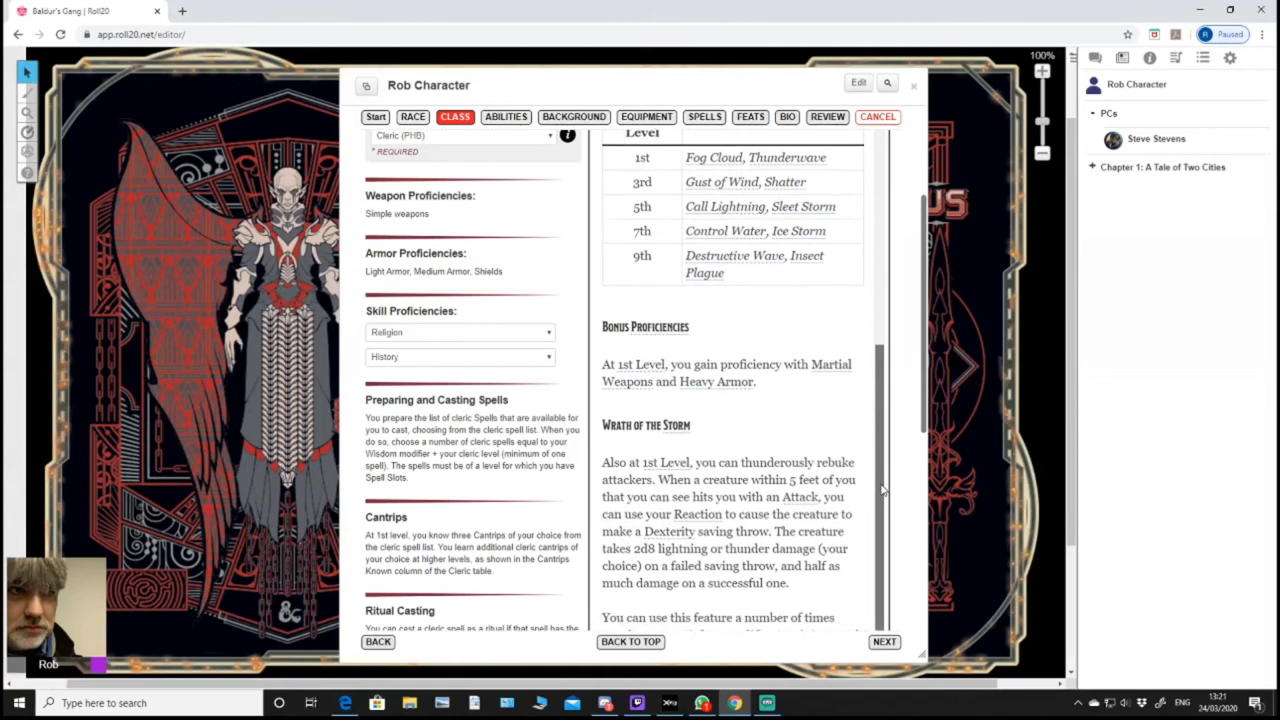 Baldur's Gang | Roll20
app.roll20.net/editor/
R Paused
100%
Rob Character
Edit
Start RACE CLASS ABILITIES BACKGROUND EQUIPMENT SPELLS FEATS BIO REVIEW CANCEL
Cleric (PHB)
* REQUIRED
Weapon Proficiencies:
Simple weapons
Armor Proficiencies:
Light Armor, Medium Armor, Shields
Skill Proficiencies:
Religion
History
Preparing and Casting Spells
You prepare the list of cleric Spells that are available for
you to cast, choosing from the cleric spell list. When you
do so, choose a number of cleric spells equal to your
Wisdom modifier + your cleric level (minimum of one
spell). The spells must be of a level for which you have
Spell Slots.
Cantrips
At 1st level, you know three Cantrips of your choice from
the cleric spell list. You learn additional cleric cantrips of
your choice at higher levels, as shown in the Cantrips
Known column of the Cleric table.
Ritual Casting
You can cast a cleric spell as a ritual if that spell has the
Level
1st Fog Cloud, Thunderwave
3rd Gust of Wind, Shatter
5th Call Lightning, Sleet Storm
7th Control Water, Ice Storm
9th Destructive Wave, Insect
Plague
Bonus Proficiencies
At 1st Level, you gain proficiency with Martial
Weapons and Heavy Armor.
Wrath of the Storm
Also at 1st Level, you can thunderously rebuke
attackers. When a creature within 5 feet of you
that you can see hits you with an Attack, you
can use your Reaction to cause the creature to
make a Dexterity saving throw. The creature
takes 2d8 lightning or thunder damage (your
choice) on a failed saving throw, and half as
much damage on a successful one.
You can use this feature a number of times
BACK BACK TO TOP NEXT
Rob Character
PCs
Steve Stevens
Chapter 1: A Tale of Two Cities
US
Rob
Type here to search
ENG
13:21
24/03/2020